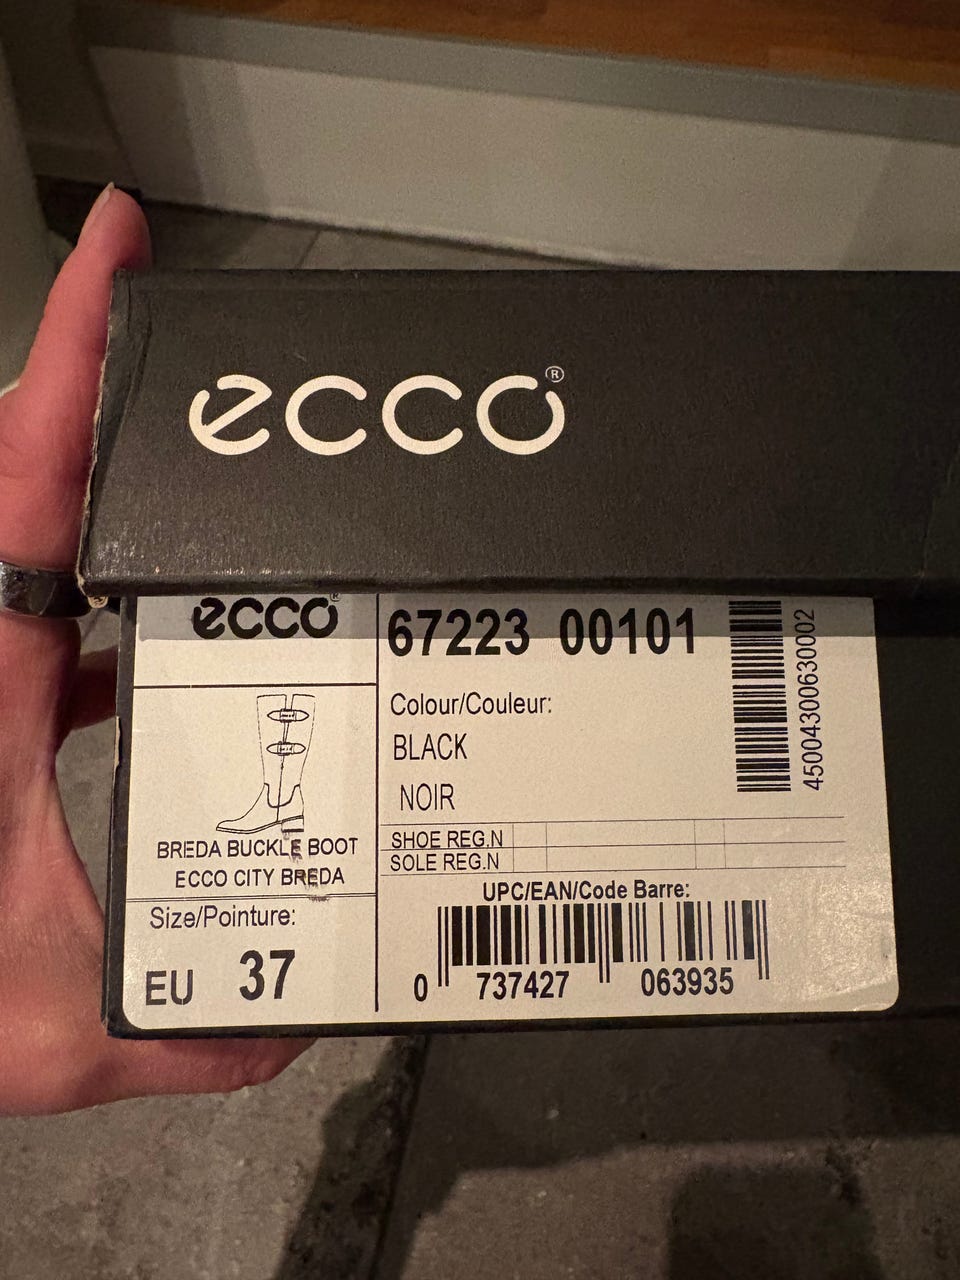 ecco®
ecco®
67223 00101
Colour/Couleur:
BLACK
NOIR
4500430063002
BREDA BUCKLE BOOT
ECCO CITY BREDA
SHOE REG.N
SOLE REG.N
Size/Pointure:
EU 37
UPC/EAN/Code Barre:
0 737427 063935